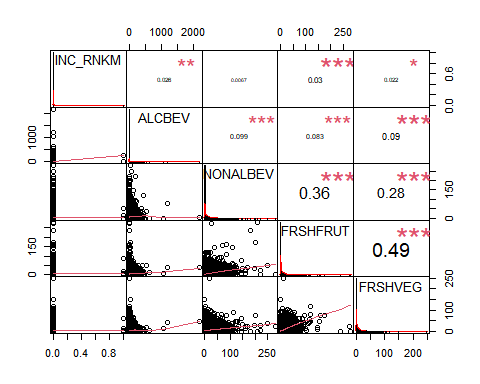 0 1000 2000 0 100 250
INC_RNKM ** 0.026 0.0067 *** 0.03 * 0.022 0.0 0.6
0 1000 ALCBEV *** 0.099 *** 0.083 *** 0.09
NONALBEV *** 0.36 *** 0.28 0 150
0 150 FRSHFRUT *** 0.49
FRSHVEG 0 100 250
0.0 0.4 0.8 0 100 250 0 100 200